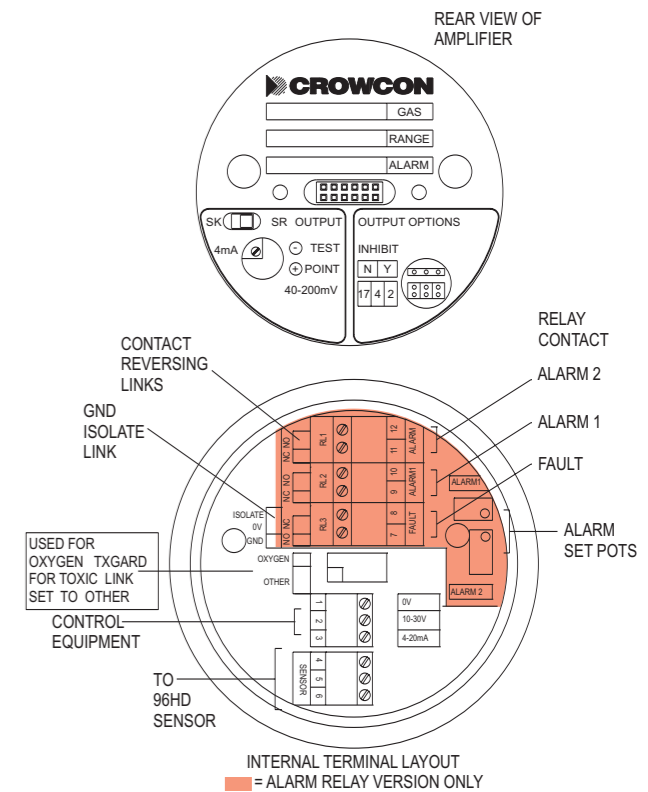 REAR VIEW OF
AMPLIFIER
CROWCON
GAS
RANGE
ALARM
SK
SR OUTPUT
4mA
- TEST
+ POINT
40-200mV
OUTPUT OPTIONS
INHIBIT
N Y
17 4 2
CONTACT
REVERSING
LINKS
RELAY
CONTACT
ALARM 2
ALARM 1
FAULT
GND
ISOLATE
LINK
NC NO
RL1
12
11
ALARM
NC NO
RL2
10
9
ALARM1
NO NC
RL3
8
7
FAULT
ALARM1
ALARM 2
ALARM
SET POTS
ISOLATE
0V
GND
OXYGEN
OTHER
USED FOR
OXYGEN TXGARD
FOR TOXIC LINK
SET TO OTHER
CONTROL
EQUIPMENT
1
2
3
0V
10-30V
4-20mA
TO
96HD
SENSOR
SENSOR
4
5
6
INTERNAL TERMINAL LAYOUT
= ALARM RELAY VERSION ONLY